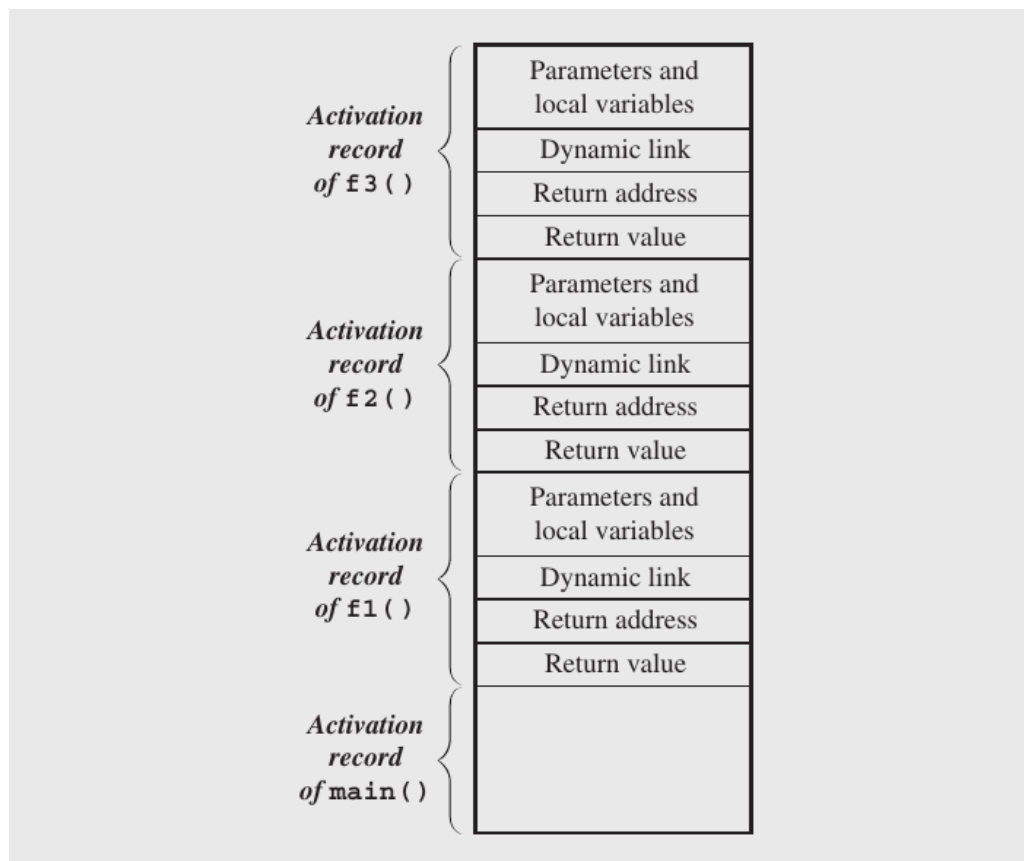 Activation
record
of f3()
Parameters and
local variables
Dynamic link
Return address
Return value
Activation
record
of f2()
Parameters and
local variables
Dynamic link
Return address
Return value
Activation
record
of f1()
Parameters and
local variables
Dynamic link
Return address
Return value
Activation
record
of main()